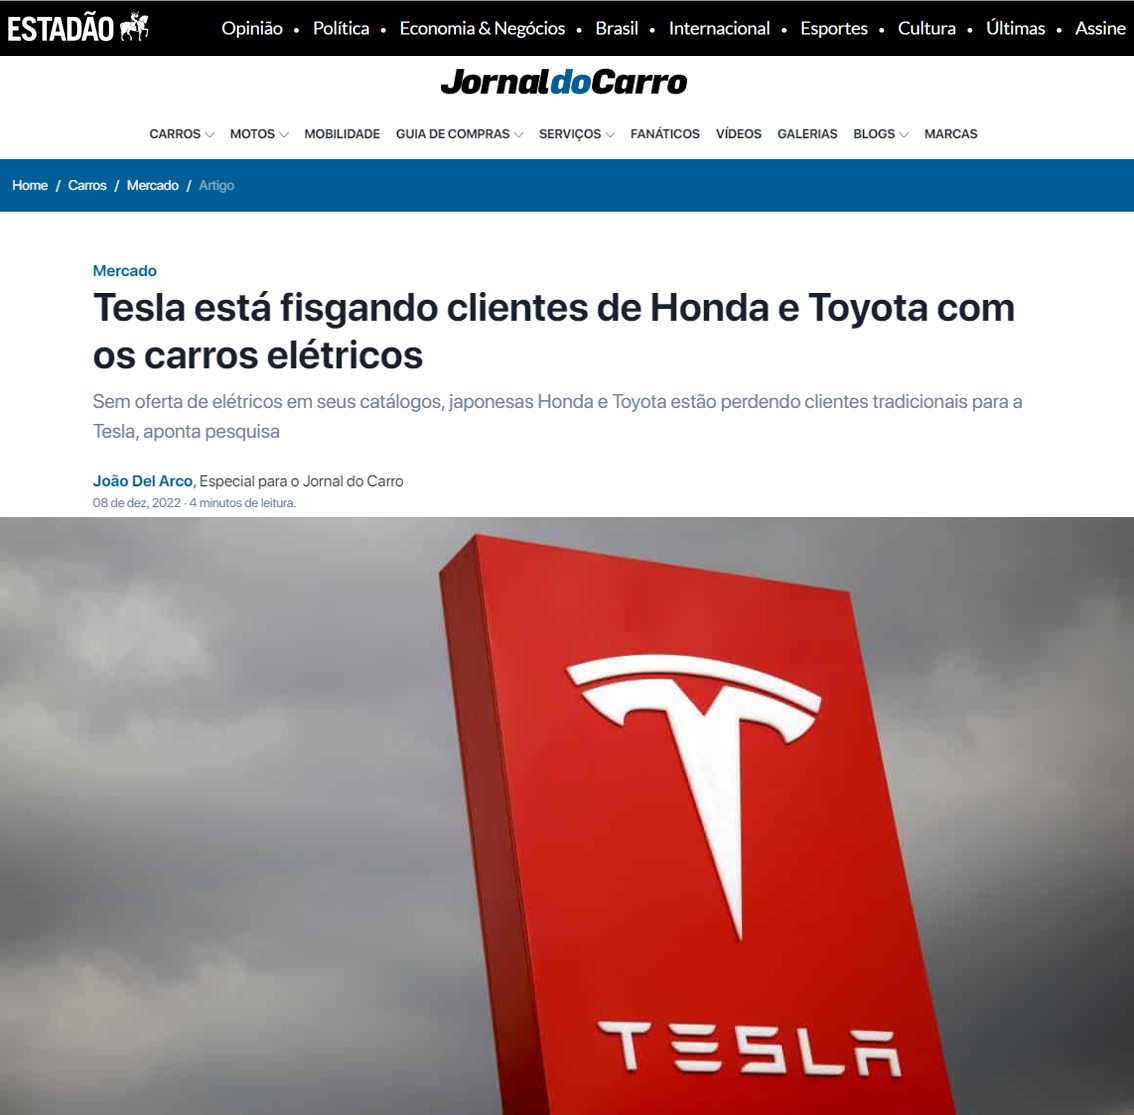 ESTADÃO
Opinião • Política • Economia & Negócios • Brasil • Internacional • Esportes • Cultura • Últimas • Assine
JornaldoCarro
CARROS MOTOS MOBILIDADE GUIA DE COMPRAS SERVIÇOS FANÁTICOS VÍDEOS GALERIAS BLOGS MARCAS
Home / Carros / Mercado / Artigo
Mercado
Tesla está fisgando clientes de Honda e Toyota com
os carros elétricos
Sem oferta de elétricos em seus catálogos, japonesas Honda e Toyota estão perdendo clientes tradicionais para a
Tesla, aponta pesquisa
João Del Arco, Especial para o Jornal do Carro
08 de dez, 2022 · 4 minutos de leitura.
TESLA